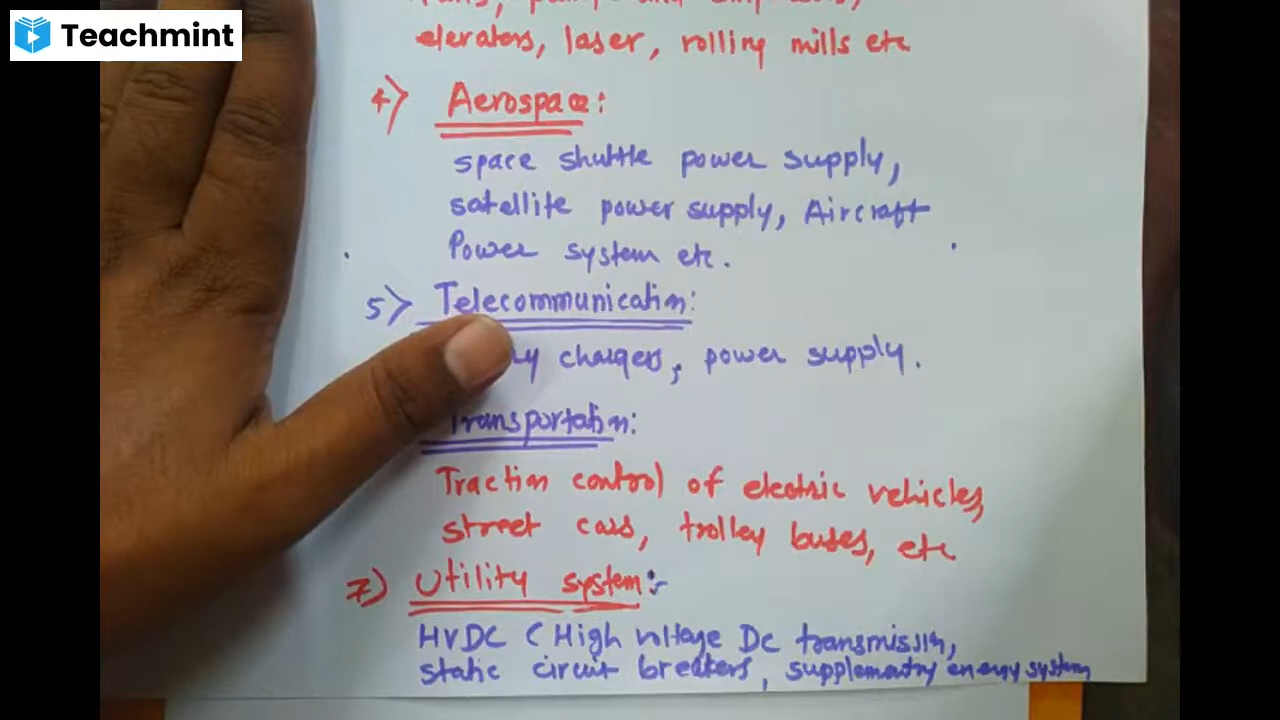 Teachmint
elerators, laser, rolling mills etc
4) Aerospace:
space shuttle power supply,
satellite power supply, Aircraft
Power system etc.
5) Telecommunication:
chargers, power supply.
Transportation:
Traction control of electric vehicles,
street cars, trolley buses, etc
7) Utility system:-
HVDC (High voltage DC transmission,
static circuit breakers, supplementry energy system